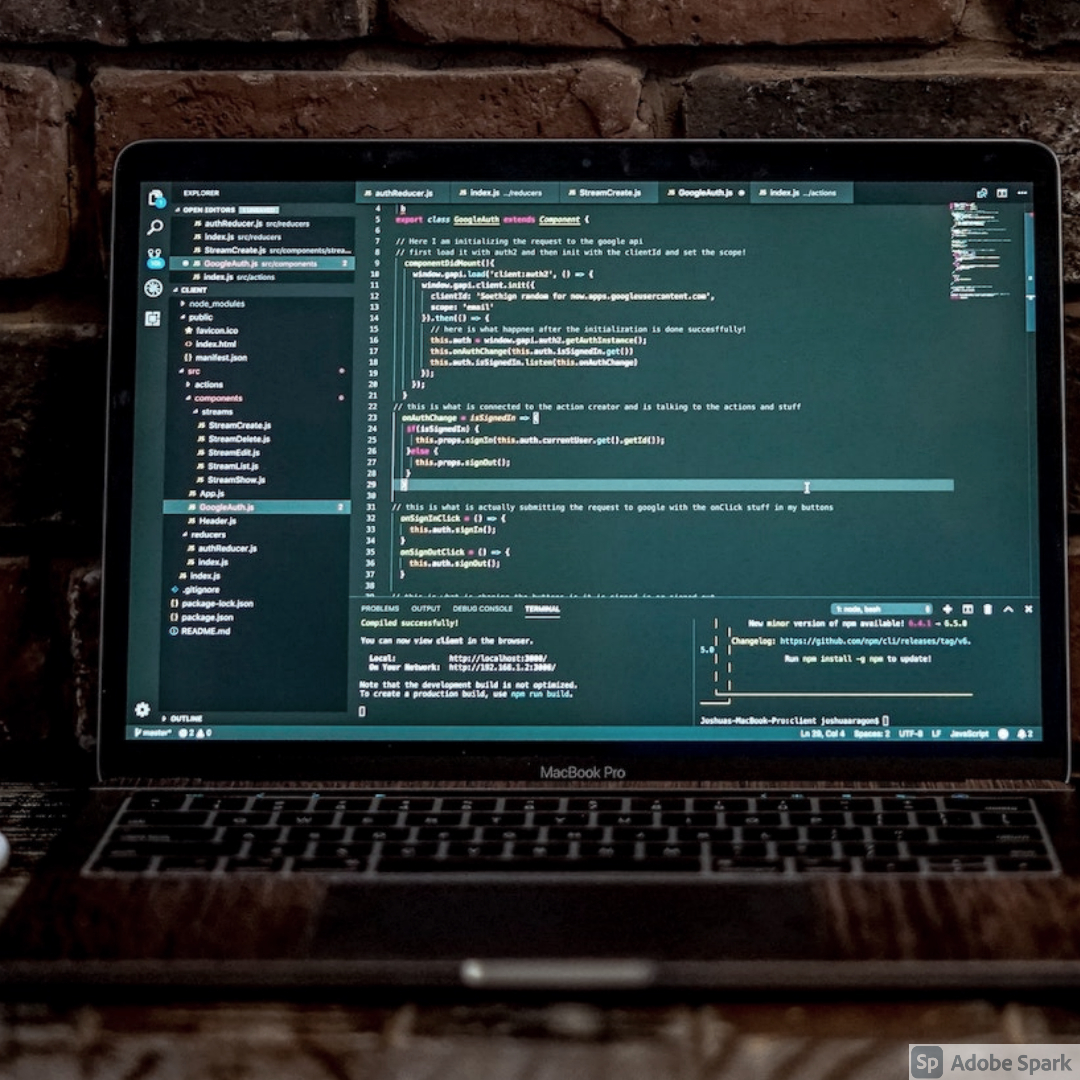 EXPLORER
OPEN EDITORS
authReducer.js src/reducers
index.js src/reducers
StreamCreate.js src/components/strea...
GoogleAuth.js src/components 2
index.js src/actions
CLIENT
node_modules
public
favicon.ico
index.html
manifest.json
src
actions
components
streams
StreamCreate.js
StreamDelete.js
StreamEdit.js
StreamList.js
StreamShow.js
App.js
GoogleAuth.js 2
Header.js
reducers
authReducer.js
index.js
index.js
.gitignore
package-lock.json
package.json
README.md
OUTLINE
authReducer.js index.js .../reducers StreamCreate.js GoogleAuth.js index.js .../actions
4 b
5 export class GoogleAuth extends Component {
6
7 // Here I am initializing the request to the google api
8 // first load it with auth2 and then init with the clientId and set the scope!
9 componentDidMount(){
10 window.gapi.load('client:auth2', () => {
11 window.gapi.client.init({
12 clientId: 'Soethign random for now.apps.googleusercontent.com',
13 scope: 'email'
14 }).then(() => {
15 // here is what happnes after the initialization is done succesffully!
16 this.auth = window.gapi.auth2.getAuthInstance();
17 this.onAuthChange(this.auth.isSignedIn.get())
18 this.auth.isSignedIn.listen(this.onAuthChange)
19 });
20 });
21 }
22 // this is what is connected to the action creator and is talking to the actions and stuff
23 onAuthChange = isSignedIn => {
24 if(isSignedIn) {
25 this.props.signIn(this.auth.currentUser.get().getId());
26 }else {
27 this.props.signOut();
28 }
29 }
30
31 // this is what is actually submitting the request to google with the onClick stuff in my buttons
32 onSignInClick = () => {
33 this.auth.signIn();
34 }
35 onSignOutClick = () => {
36 this.auth.signOut();
37 }
38
PROBLEMS OUTPUT DEBUG CONSOLE TERMINAL 1: node, bash
Compiled successfully!
You can now view client in the browser.
Local: http://localhost:3000/
On Your Network: http://192.168.1.2:3000/
Note that the development build is not optimized.
To create a production build, use npm run build.
New minor version of npm available! 6.4.1 → 6.5.0
Changelog: https://github.com/npm/cli/releases/tag/v6.
5.0
Run npm install -g npm to update!
Joshuas-MacBook-Pro:client joshuaaragon$
master* 2 0 Ln 29, Col 4 Spaces: 2 UTF-8 LF JavaScript 2
MacBook Pro
Sp Adobe Spark